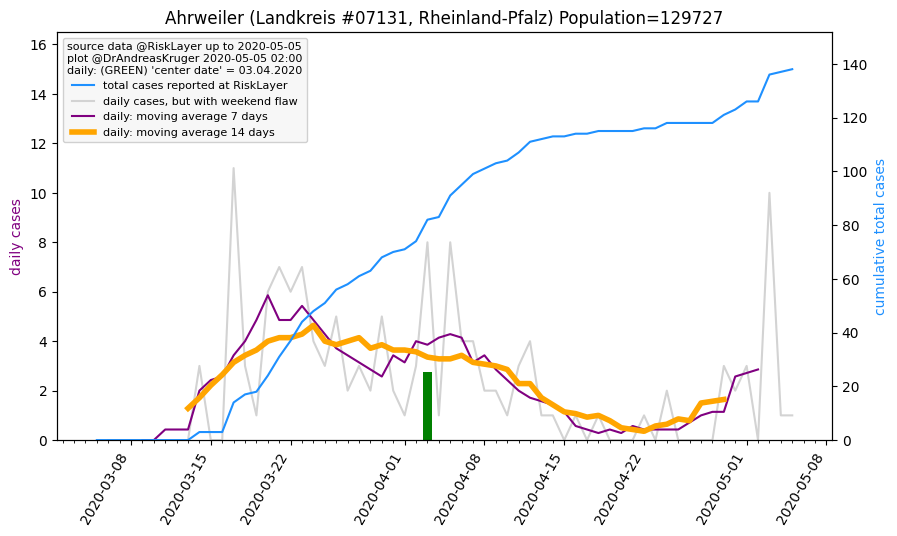 Ahrweiler (Landkreis #07131, Rheinland-Pfalz) Population=129727
source data @RiskLayer up to 2020-05-05
plot @DrAndreasKruger 2020-05-05 02:00
daily: (GREEN) 'center date' = 03.04.2020
total cases reported at RiskLayer
daily cases, but with weekend flaw
daily: moving average 7 days
daily: moving average 14 days
daily cases
16
14
12
10
8
6
4
2
0
cumulative total cases
140
120
100
80
60
40
20
0
2020-03-08
2020-03-15
2020-03-22
2020-04-01
2020-04-08
2020-04-15
2020-04-22
2020-05-01
2020-05-08